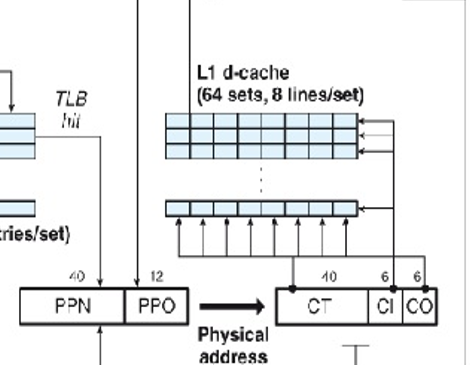 L1 d-cache
(64 sets, 8 lines/set)
TLB
hit
tries/set)
40
12
40
6
6
PPN
PPO
CT
CI
CO
Physical
address